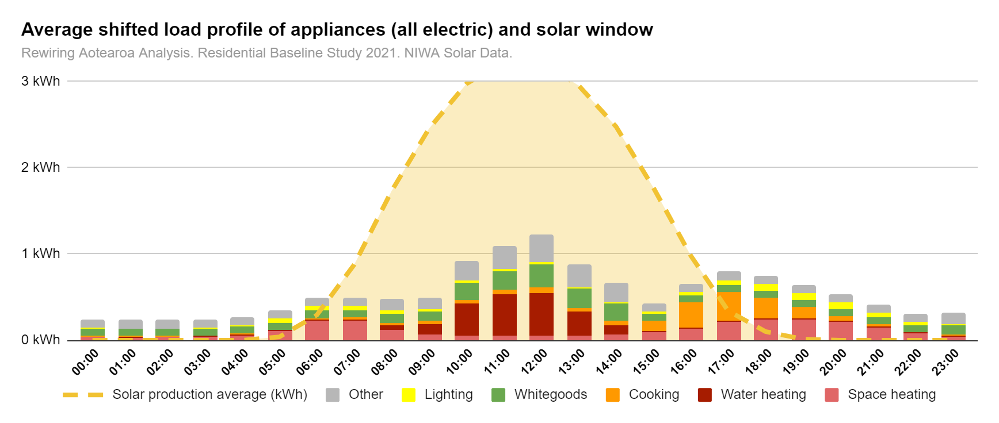 Average shifted load profile of appliances (all electric) and solar window
Rewiring Aotearoa Analysis. Residential Baseline Study 2021. NIWA Solar Data.
3 kWh
2 kWh
1 kWh
0 kWh
00:00 01:00 02:00 03:00 04:00 05:00 06:00 07:00 08:00 09:00 10:00 11:00 12:00 13:00 14:00 15:00 16:00 17:00 18:00 19:00 20:00 21:00 22:00 23:00
Solar production average (kWh) Other Lighting Whitegoods Cooking Water heating Space heating